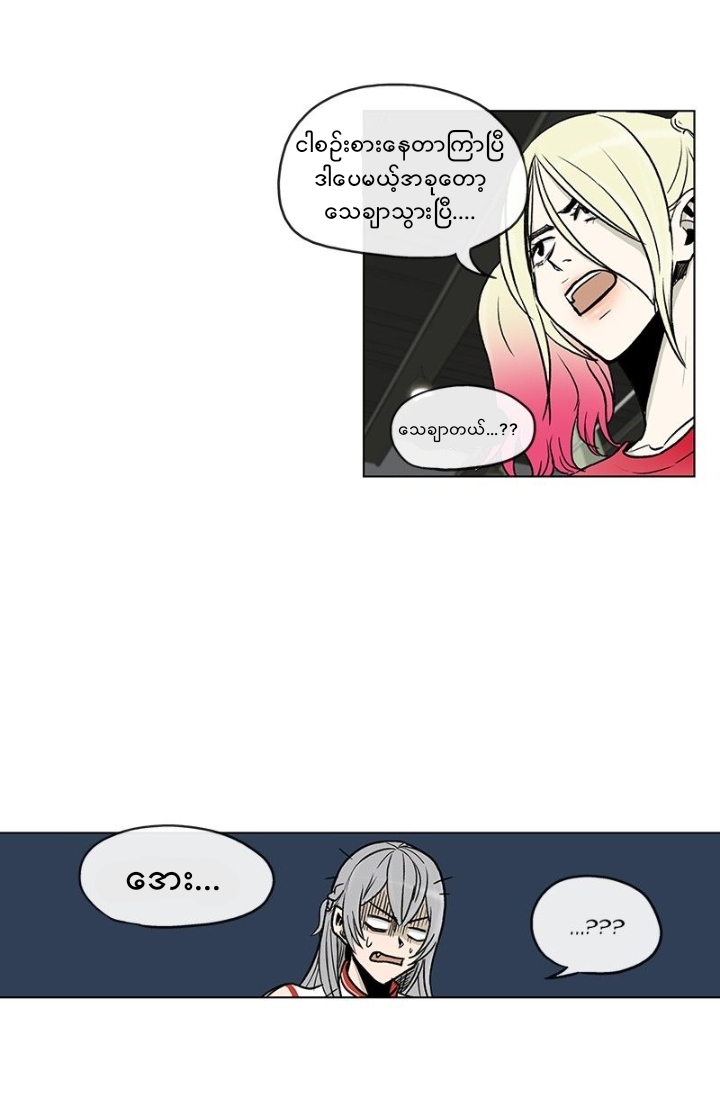 ငါစဉ်းစားနေတာကြာပြီ
ဒါပေမယ့်အခုတော့
သေချာသွားပြီ....
သေချာတယ်...??
အေး...
...???